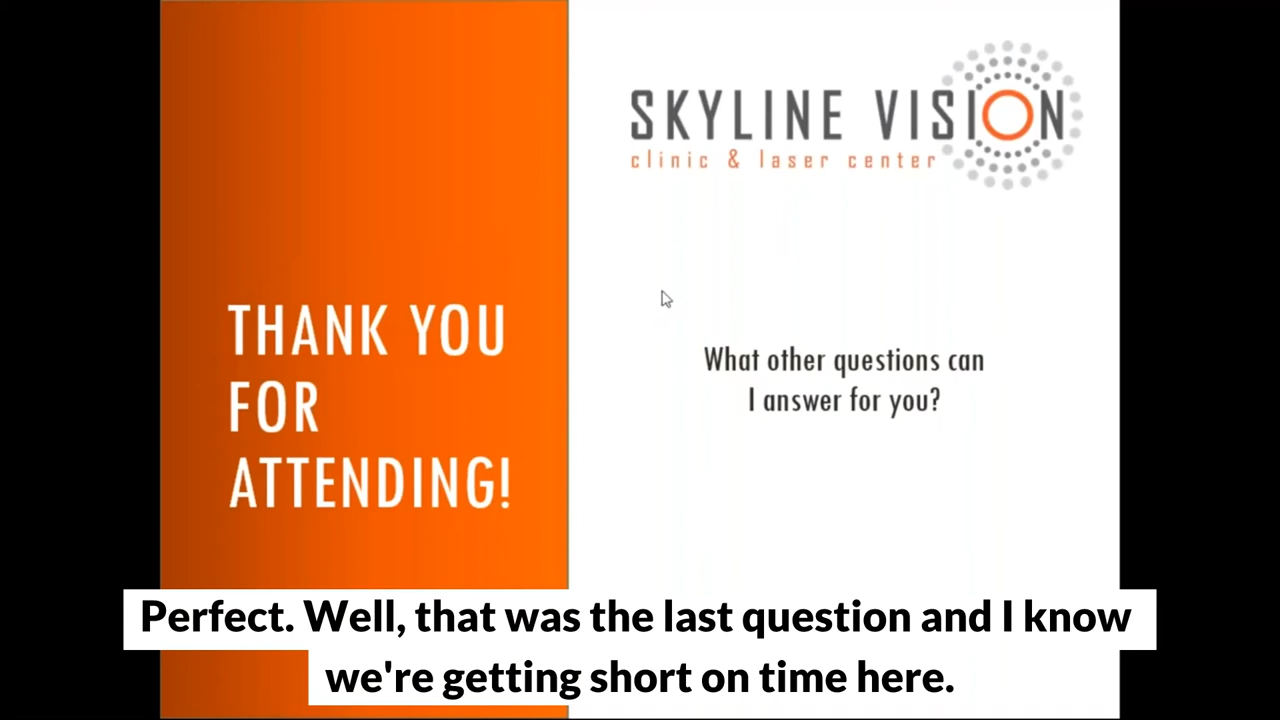 SKYLINE VISION
clinic & laser center
THANK YOU
FOR
ATTENDING!
What other questions can
I answer for you?
Perfect. Well, that was the last question and I know
we're getting short on time here.